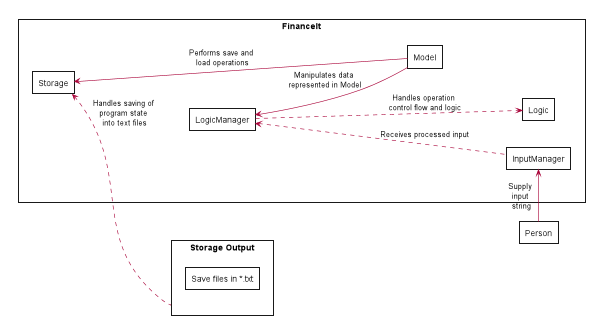 FinanceIt
Performs save and
load operations
Model
Manipulates data
represented in Model
Storage
Handles saving of
program state
into text files
Handles operation
control flow and logic
Logic
LogicManager
Receives processed input
InputManager
Supply
input
string
Person
Storage Output
Save files in *.txt